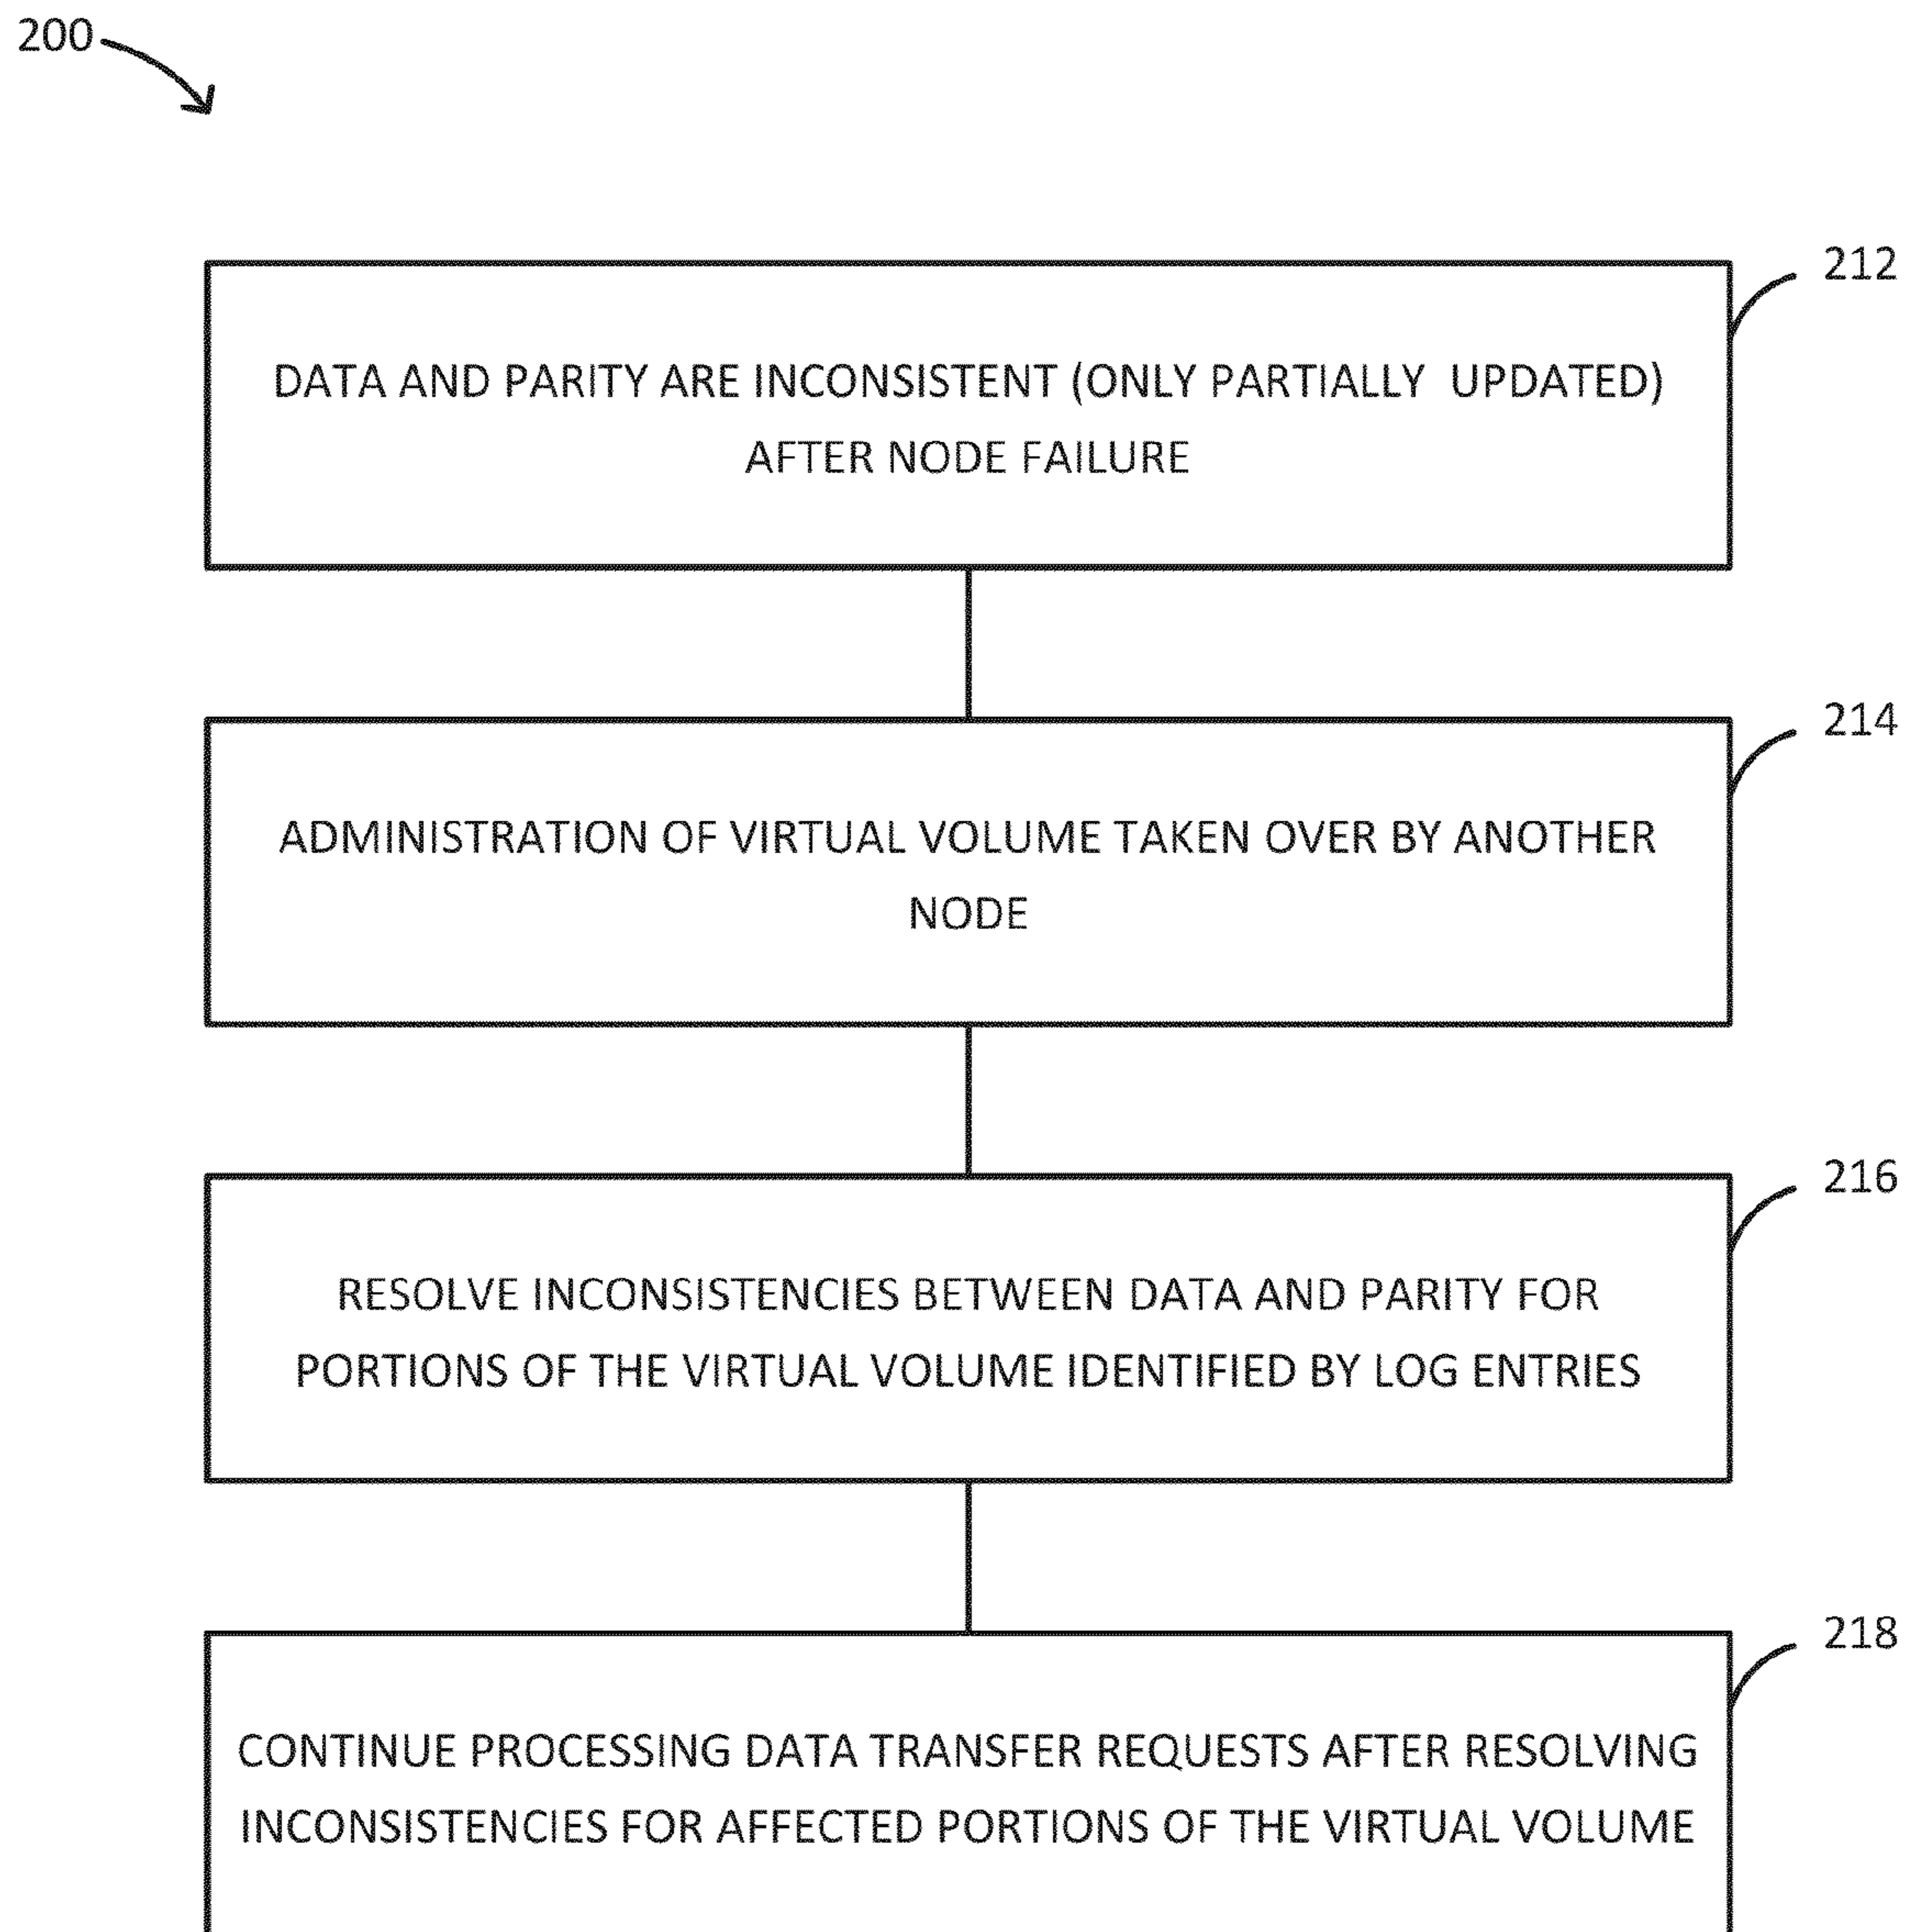 200
212
DATA AND PARITY ARE INCONSISTENT (ONLY PARTIALLY UPDATED)
AFTER NODE FAILURE
214
ADMINISTRATION OF VIRTUAL VOLUME TAKEN OVER BY ANOTHER
NODE
216
RESOLVE INCONSISTENCIES BETWEEN DATA AND PARITY FOR
PORTIONS OF THE VIRTUAL VOLUME IDENTIFIED BY LOG ENTRIES
218
CONTINUE PROCESSING DATA TRANSFER REQUESTS AFTER RESOLVING
INCONSISTENCIES FOR AFFECTED PORTIONS OF THE VIRTUAL VOLUME